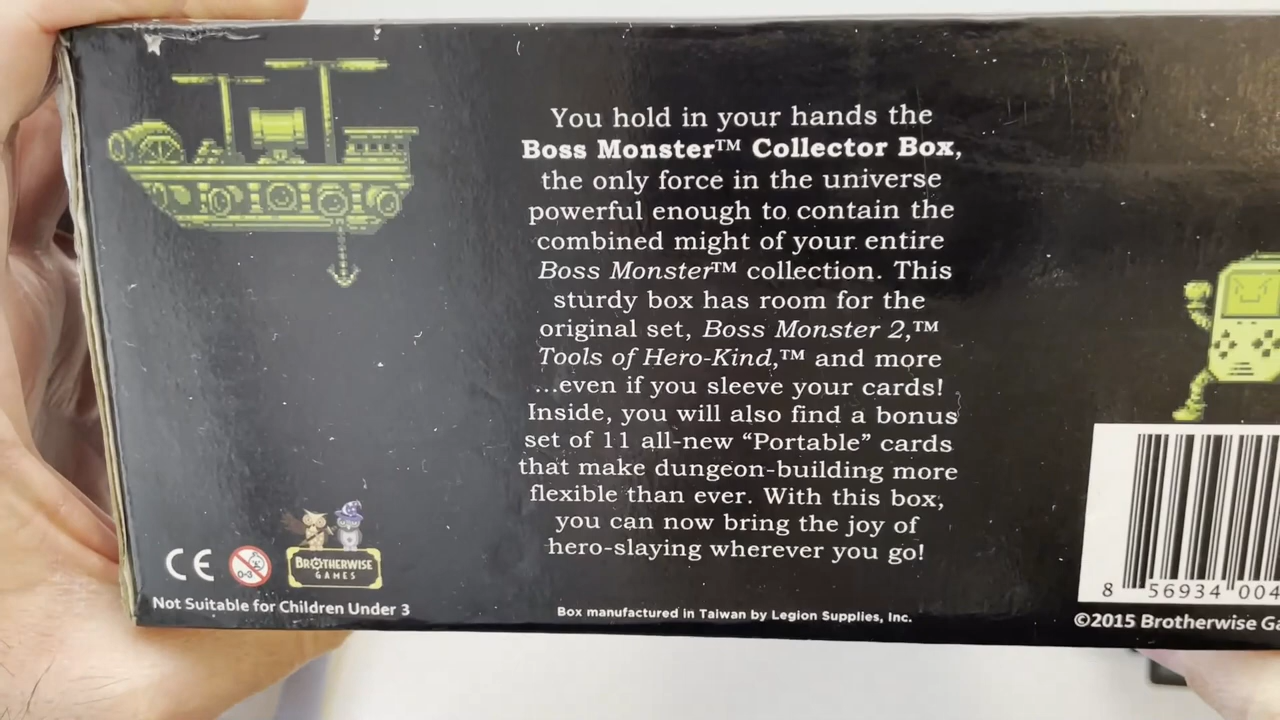 You hold in your hands the
Boss Monster™ Collector Box,
the only force in the universe
powerful enough to contain the
combined might of your entire
Boss Monster™ collection. This
sturdy box has room for the
original set, Boss Monster 2,™
Tools of Hero-Kind,™ and more
...even if you sleeve your cards!
Inside, you will also find a bonus
set of 11 all-new “Portable” cards
that make dungeon-building more
flexible than ever. With this box,
you can now bring the joy of
hero-slaying wherever you go!
CE
0-3
BROTHERWISE
GAMES
Not Suitable for Children Under 3
Box manufactured in Taiwan by Legion Supplies, Inc.
8 56934 004
©2015 Brotherwise